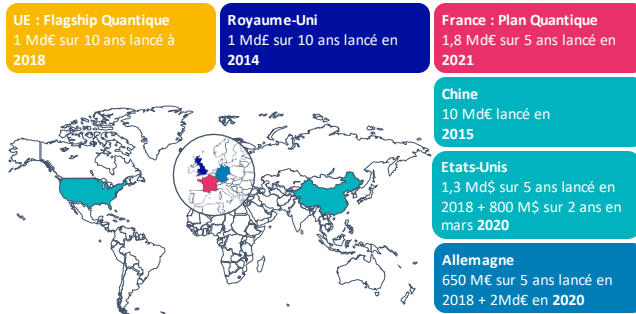 UE : Flagship Quantique
1 Md€ sur 10 ans lancé à
2018
Royaume-Uni
1 Md£ sur 10 ans lancé en
2014
France : Plan Quantique
1,8 Md€ sur 5 ans lancé en
2021
Chine
10 Md€ lancé en
2015
Etats-Unis
1,3 Md$ sur 5 ans lancé en
2018 + 800 M$ sur 2 ans en
mars 2020
Allemagne
650 M€ sur 5 ans lancé en
2018 + 2Md€ en 2020